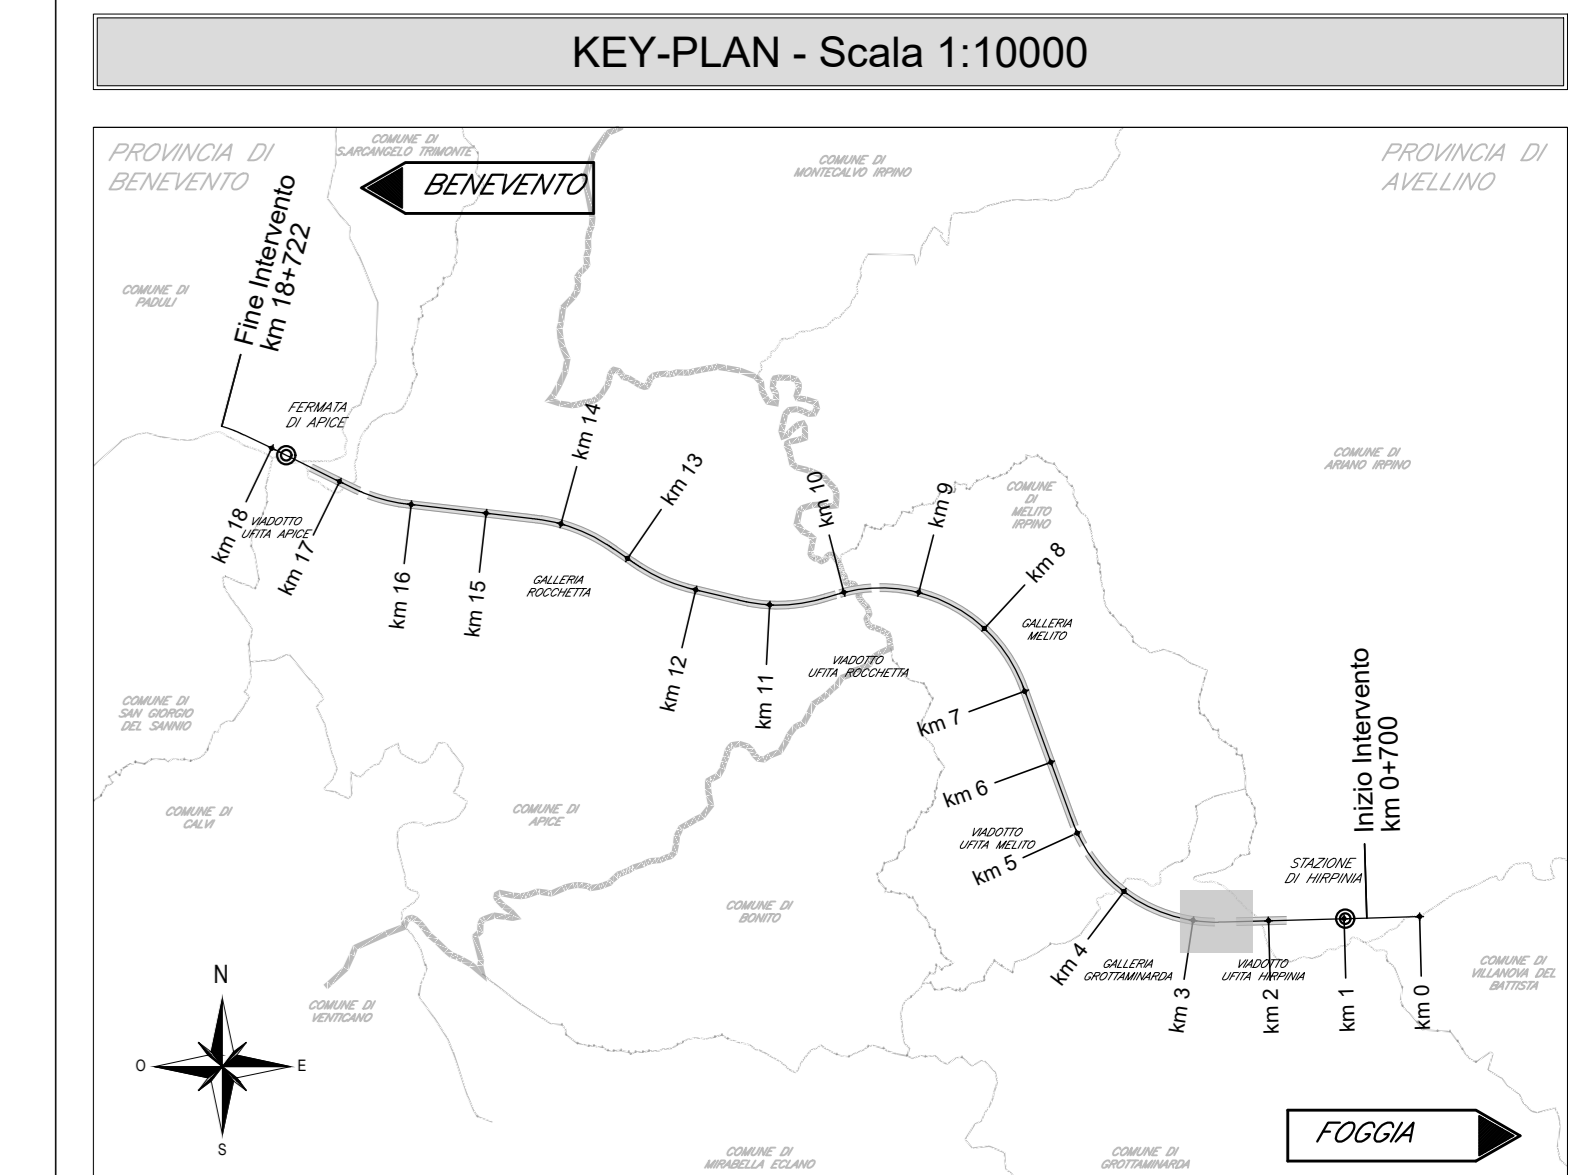 KEY-PLAN - Scala 1:10000
PROVINCIA DI
BENEVENTO
COMUNE DI
S.ARCANGELO TRIMONTE
BENEVENTO
COMUNE DI
MONTECALVO IRPINO
PROVINCIA DI
AVELLINO
Fine Intervento
km 18+722
COMUNE DI
PADULI
FERMATA
DI APICE
km 14
km 13
km 10
km 9
COMUNE
DI
MELITO
IRPINO
COMUNE DI
ARIANO IRPINO
km 18
VIADOTTO
UFITA APICE
km 17
km 16
km 15
GALLERIA
ROCCHETTA
km 8
GALLERIA
MELITO
km 12
km 11
VIADOTTO
UFITA ROCCHETTA
km 7
Inizio Intervento
km 0+700
COMUNE DI
SAN GIORGIO
DEL SANNIO
km 6
COMUNE DI
CALVI
COMUNE DI
APICE
VIADOTTO
UFITA MELITO
km 5
STAZIONE
DI HIRPINIA
COMUNE DI
BONITO
km 4
GALLERIA
GROTTAMINARDA
km 3
VIADOTTO
UFITA HIRPINIA
km 2
km 1
km 0
COMUNE DI
VILLANOVA DEL
BATTISTA
COMUNE DI
VENTICANO
N
O
E
S
FOGGIA
COMUNE DI
MIRABELLA ECLANO
COMUNE DI
GROTTAMINARDA